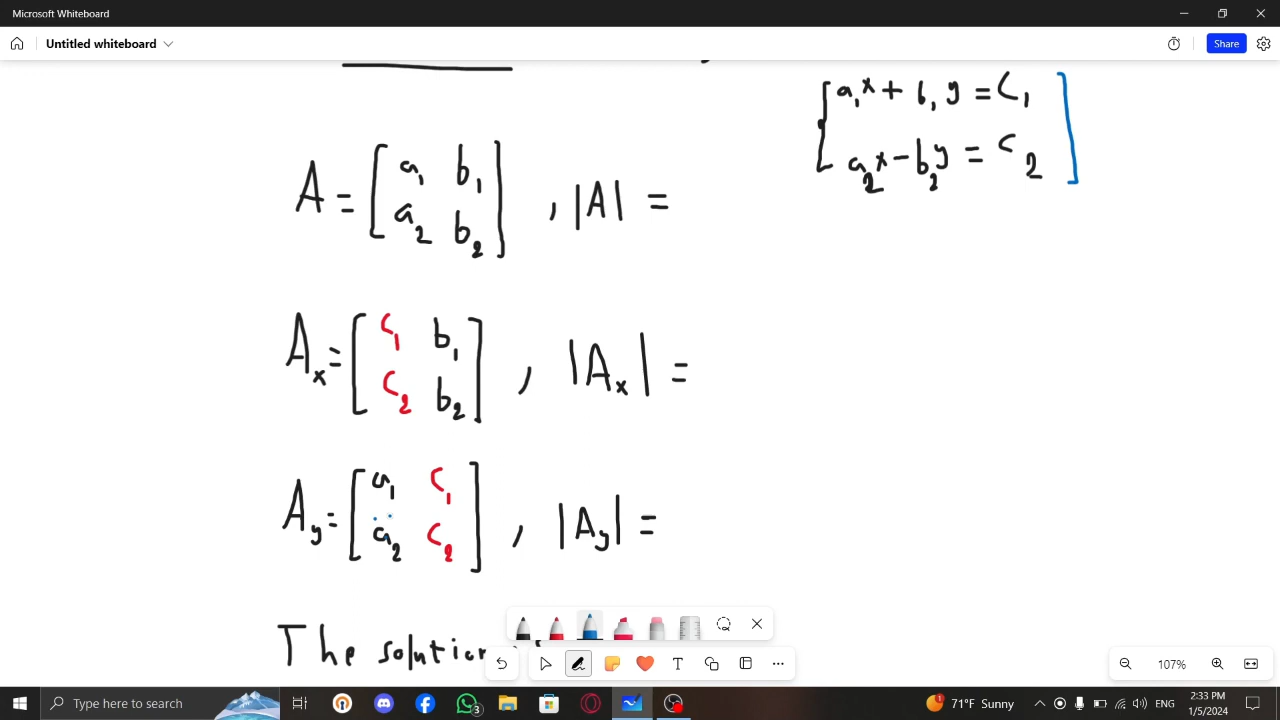 Microsoft Whiteboard
Untitled whiteboard
Share
a₁x + b₁y = C₁
a₂x - b₂y = C₂
A = [a₁ b₁
a₂ b₂] , |A| =
Aₓ = [C₁ b₁
C₂ b₂] , |Aₓ| =
Aᵧ = [a₁ C₁
a₂ C₂] , |Aᵧ| =
The solution
107%
Type here to search
3
1
71°F Sunny
ENG
2:33 PM
1/5/2024